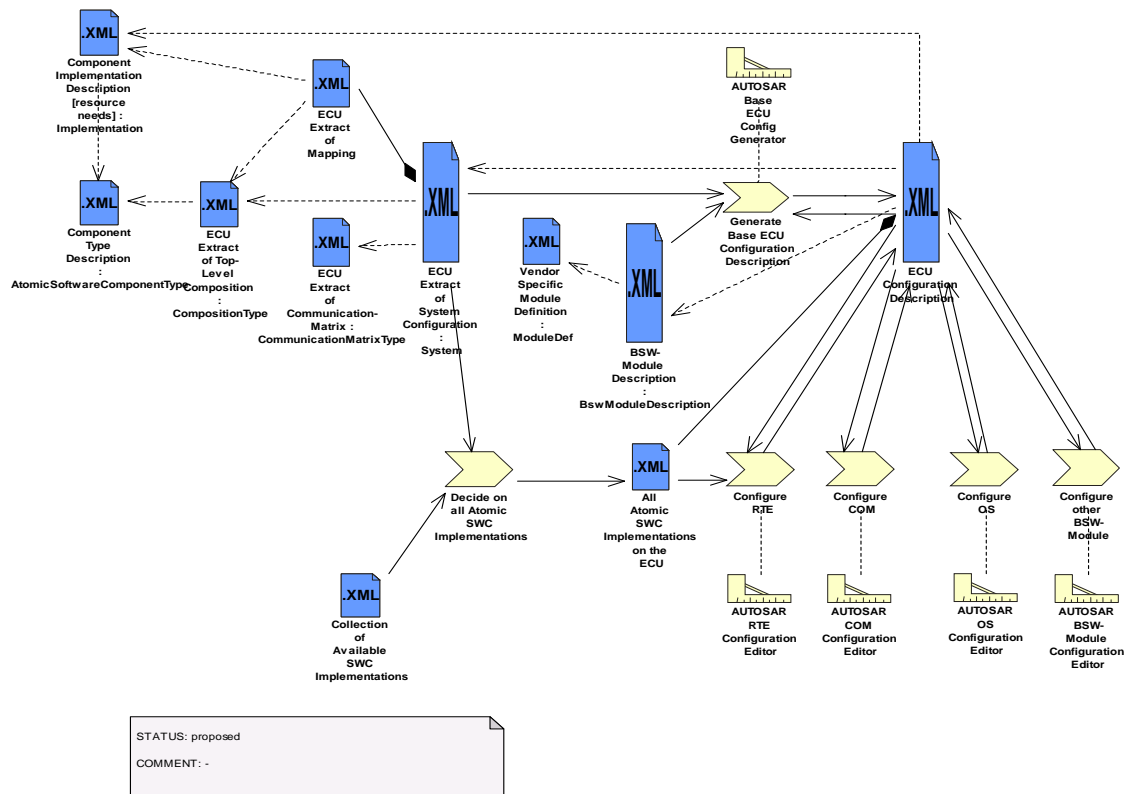 .XML
Component
Implementation
Description
[resource
needs] :
Implementation
.XML
ECU
Extract
of
Mapping
AUTOSAR
Base
ECU
Config
Generator
.XML
Component
Type
Description
:
AtomicSoftwareComponentType
.XML
ECU
Extract
of Top-
Level
Composition :
CompositionType
.XML
ECU
Extract
of
Communication-
Matrix :
CommunicationMatrixType
.XML
ECU
Extract
of
System
Configuration
:
System
.XML
Vendor
Specific
Module
Definition
:
ModuleDef
.XML
BSW-
Module
Description
:
BswModuleDescription
Generate
Base ECU
Configuration
Description
.XML
ECU
Configuration
Description
Decide on
all Atomic
SWC
Implementations
.XML
All
Atomic
SWC
Implementations
on the
ECU
Configure
RTE
Configure
COM
Configure
OS
Configure
other
BSW-
Module
.XML
Collection
of
Available
SWC
Implementations
AUTOSAR
RTE
Configuration
Editor
AUTOSAR
COM
Configuration
Editor
AUTOSAR
OS
Configuration
Editor
AUTOSAR
BSW-
Module
Configuration
Editor
STATUS: proposed
COMMENT: -